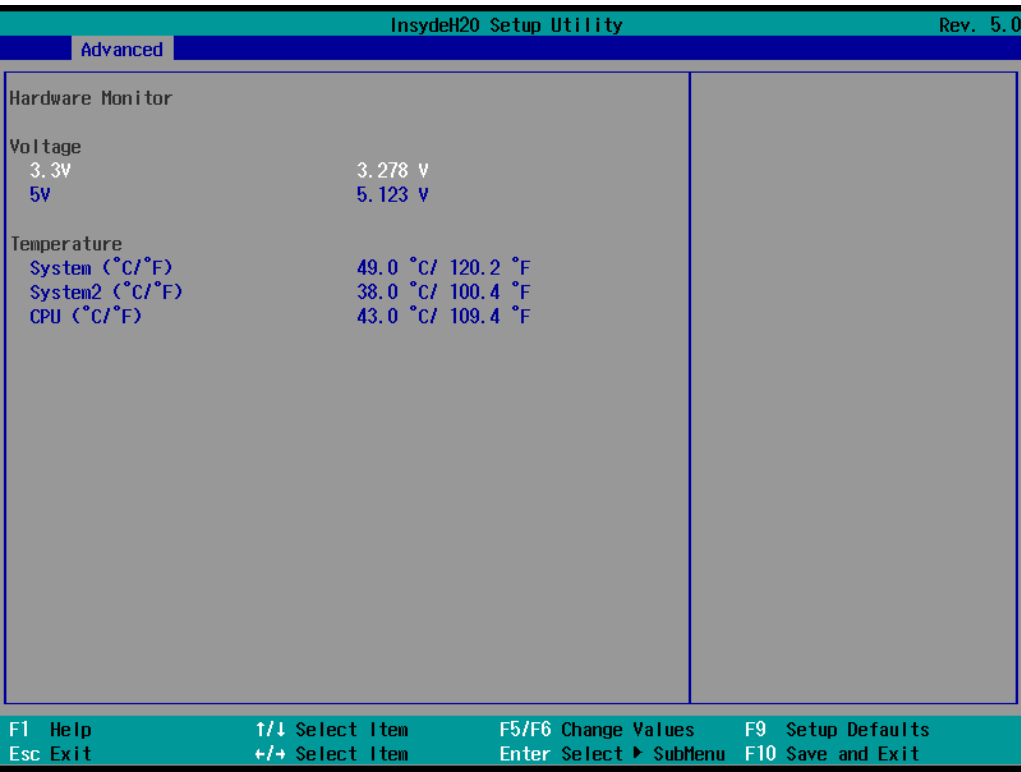 InsydeH20 Setup Utility Rev. 5.0
Advanced
Hardware Monitor
Voltage
3.3V 3.278 V
5V 5.123 V
Temperature
System (°C/°F) 49.0 °C/ 120.2 °F
System2 (°C/°F) 38.0 °C/ 100.4 °F
CPU (°C/°F) 43.0 °C/ 109.4 °F
F1 Help ↑/↓ Select Item F5/F6 Change Values F9 Setup Defaults
Esc Exit ←/→ Select Item Enter Select ▶ SubMenu F10 Save and Exit